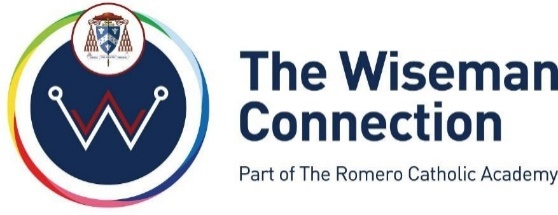 The Wiseman
Connection
Part of The Romero Catholic Academy